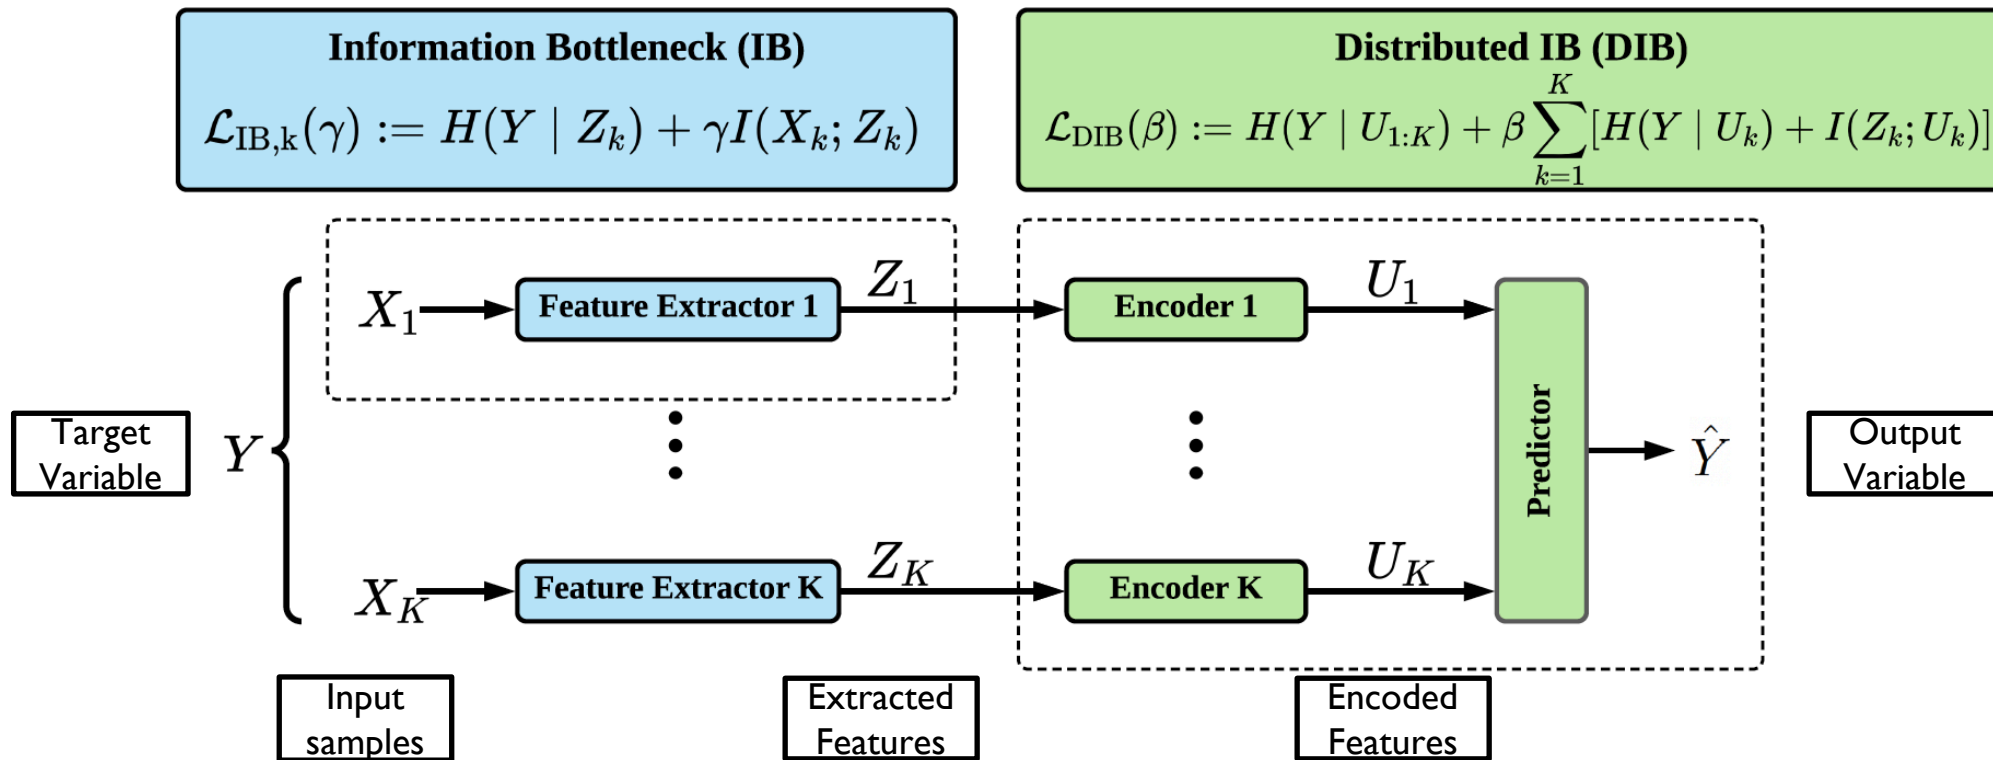 Information Bottleneck (IB)
ℒ_IB,k(γ) := H(Y | Z_k) + γI(X_k; Z_k)
Distributed IB (DIB)
ℒ_DIB(β) := H(Y | U_1:K) + β ∑_{k=1}^{K} [H(Y | U_k) + I(Z_k; U_k)]
X_1
Feature Extractor 1
Z_1
Encoder 1
U_1
Target
Variable
Y
Predictor
Ŷ
Output
Variable
X_K
Feature Extractor K
Z_K
Encoder K
U_K
Input
samples
Extracted
Features
Encoded
Features